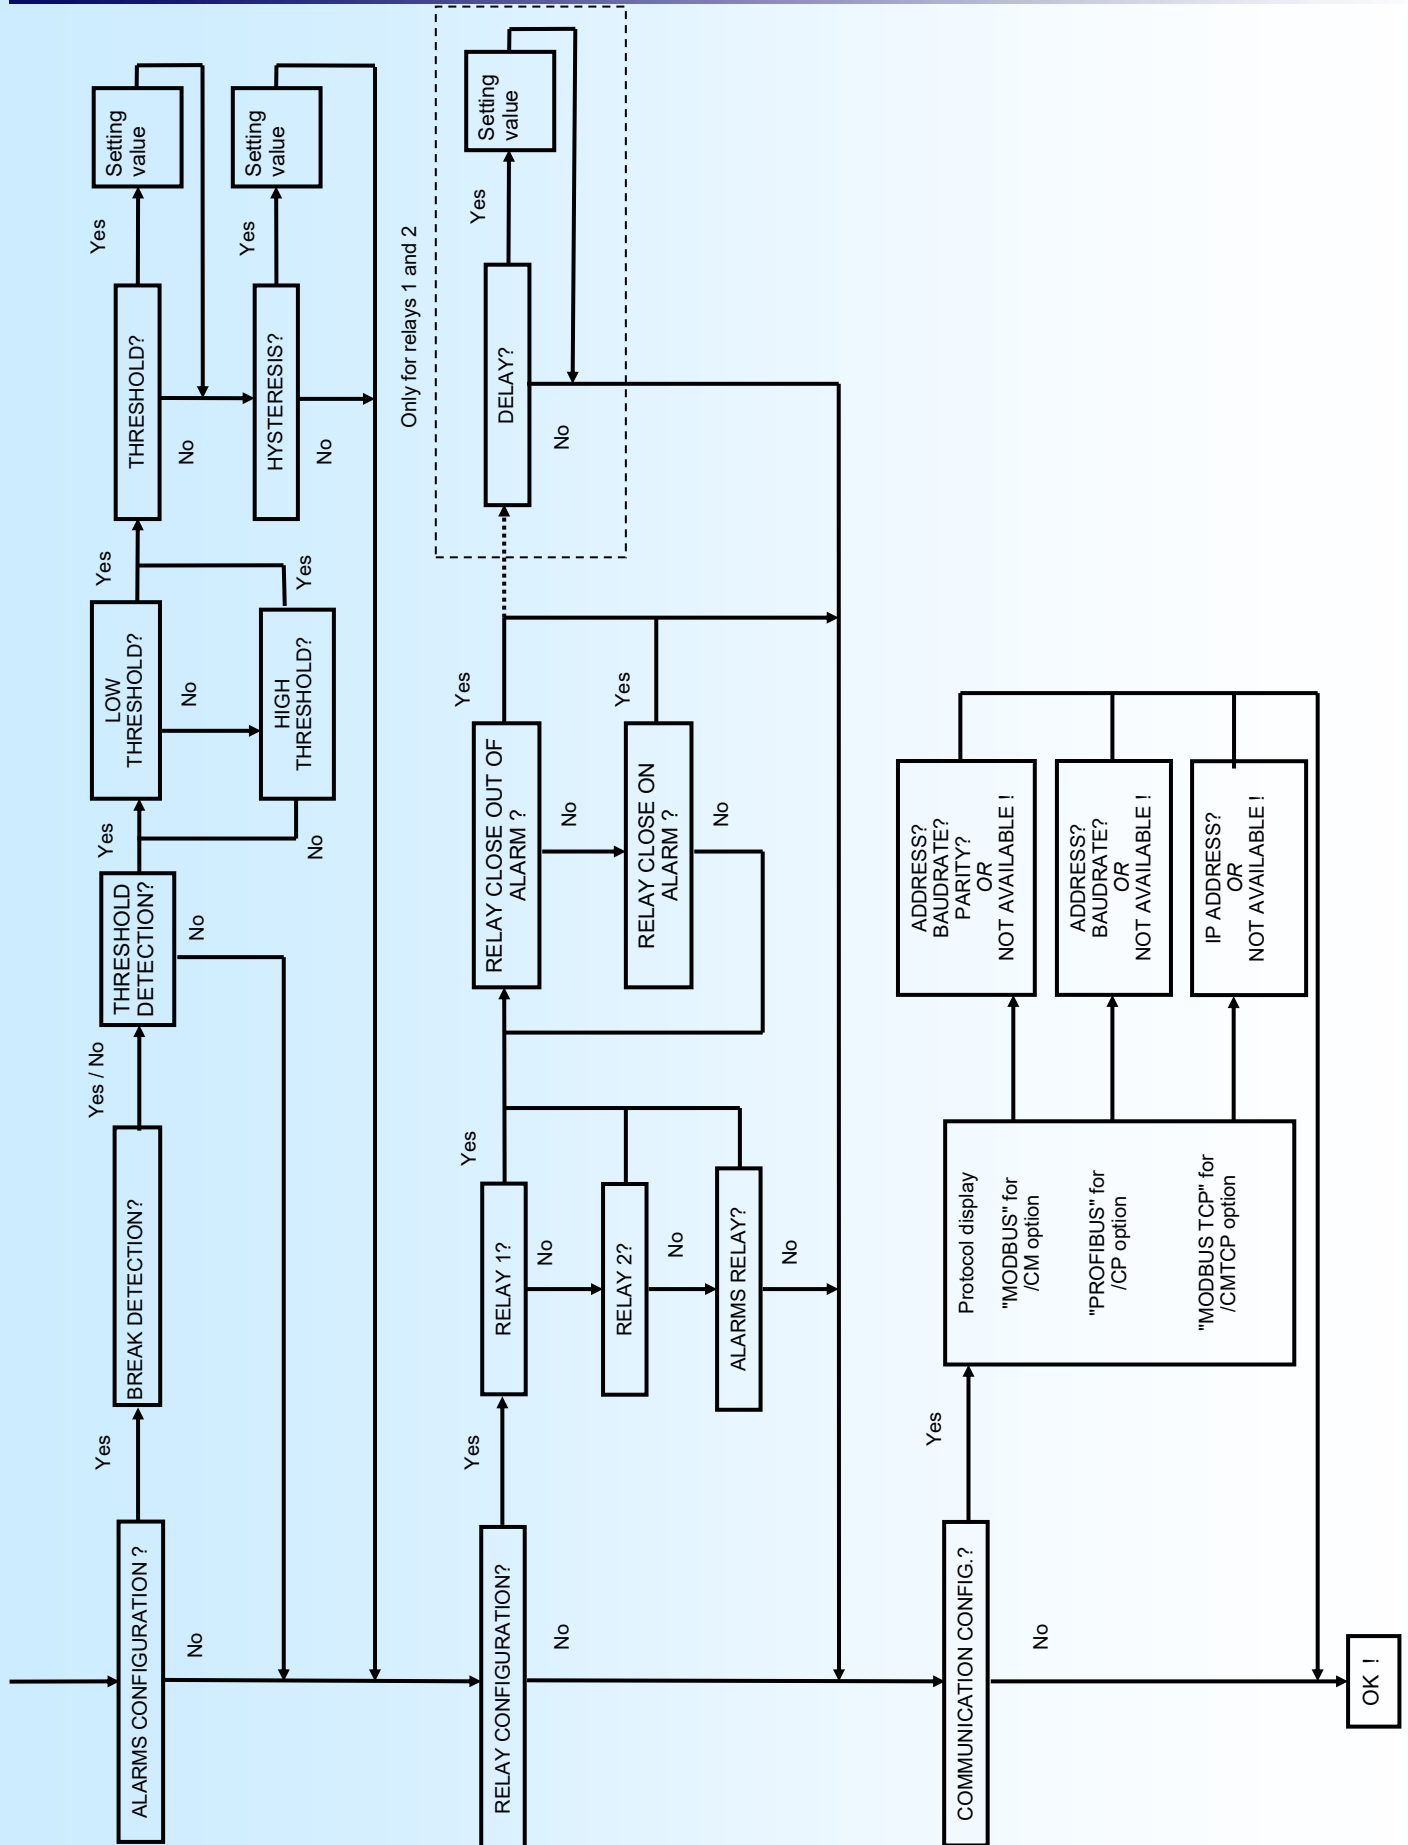 ALARMS CONFIGURATION ?
Yes
No
BREAK DETECTION?
Yes / No
THRESHOLD
DETECTION?
Yes
No
LOW
THRESHOLD?
Yes
No
HIGH
THRESHOLD?
Yes
No
THRESHOLD?
Yes
No
Setting
value
HYSTERESIS?
Yes
No
Setting
value
RELAY CONFIGURATION?
Yes
No
RELAY 1?
Yes
No
RELAY 2?
No
ALARMS RELAY?
No
RELAY CLOSE OUT OF
ALARM ?
Yes
No
RELAY CLOSE ON
ALARM ?
Yes
No
Only for relays 1 and 2
DELAY?
Yes
No
Setting
value
COMMUNICATION CONFIG.?
Yes
No
Protocol display
"MODBUS" for
/CM option
"PROFIBUS" for
/CP option
"MODBUS TCP" for
/CMTCP option
ADDRESS?
BAUDRATE?
PARITY?
OR
NOT AVAILABLE !
ADDRESS?
BAUDRATE?
OR
NOT AVAILABLE !
IP ADDRESS?
OR
NOT AVAILABLE !
OK !